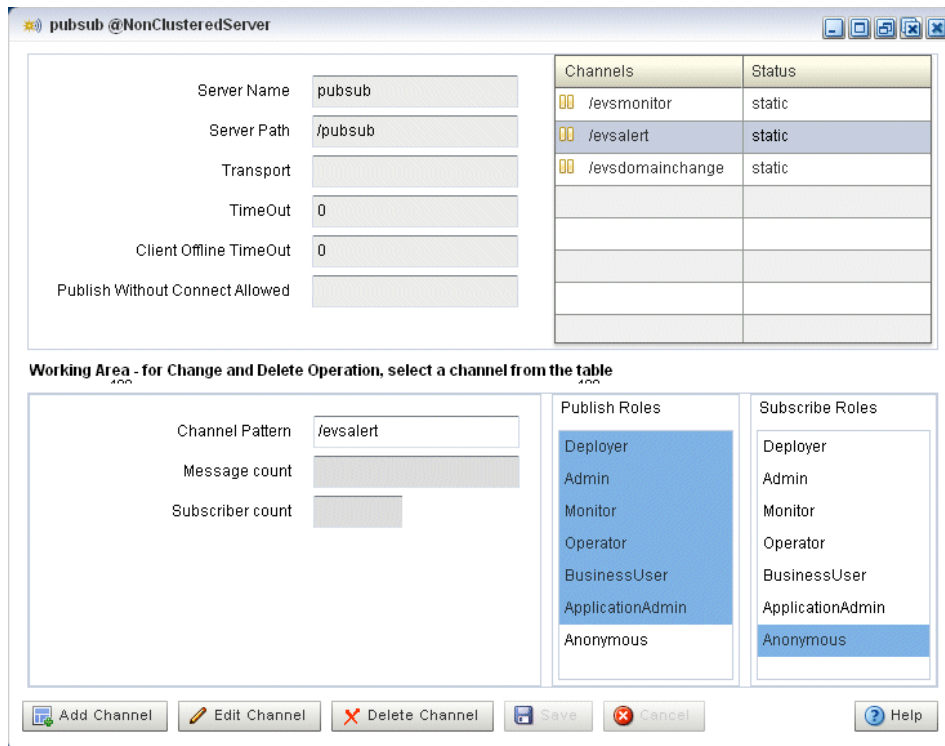 pubsub @NonClusteredServer
Server Name pubsub
Server Path /pubsub
Transport
TimeOut 0
Client Offline TimeOut 0
Publish Without Connect Allowed
Channels Status
/evsmonitor static
/evsalert static
/evsdomainchange static
Working Area - for Change and Delete Operation, select a channel from the table
Channel Pattern /evsalert
Message count
Subscriber count
Publish Roles
Deployer
Admin
Monitor
Operator
BusinessUser
ApplicationAdmin
Anonymous
Subscribe Roles
Deployer
Admin
Monitor
Operator
BusinessUser
ApplicationAdmin
Anonymous
Add Channel Edit Channel Delete Channel Save Cancel Help